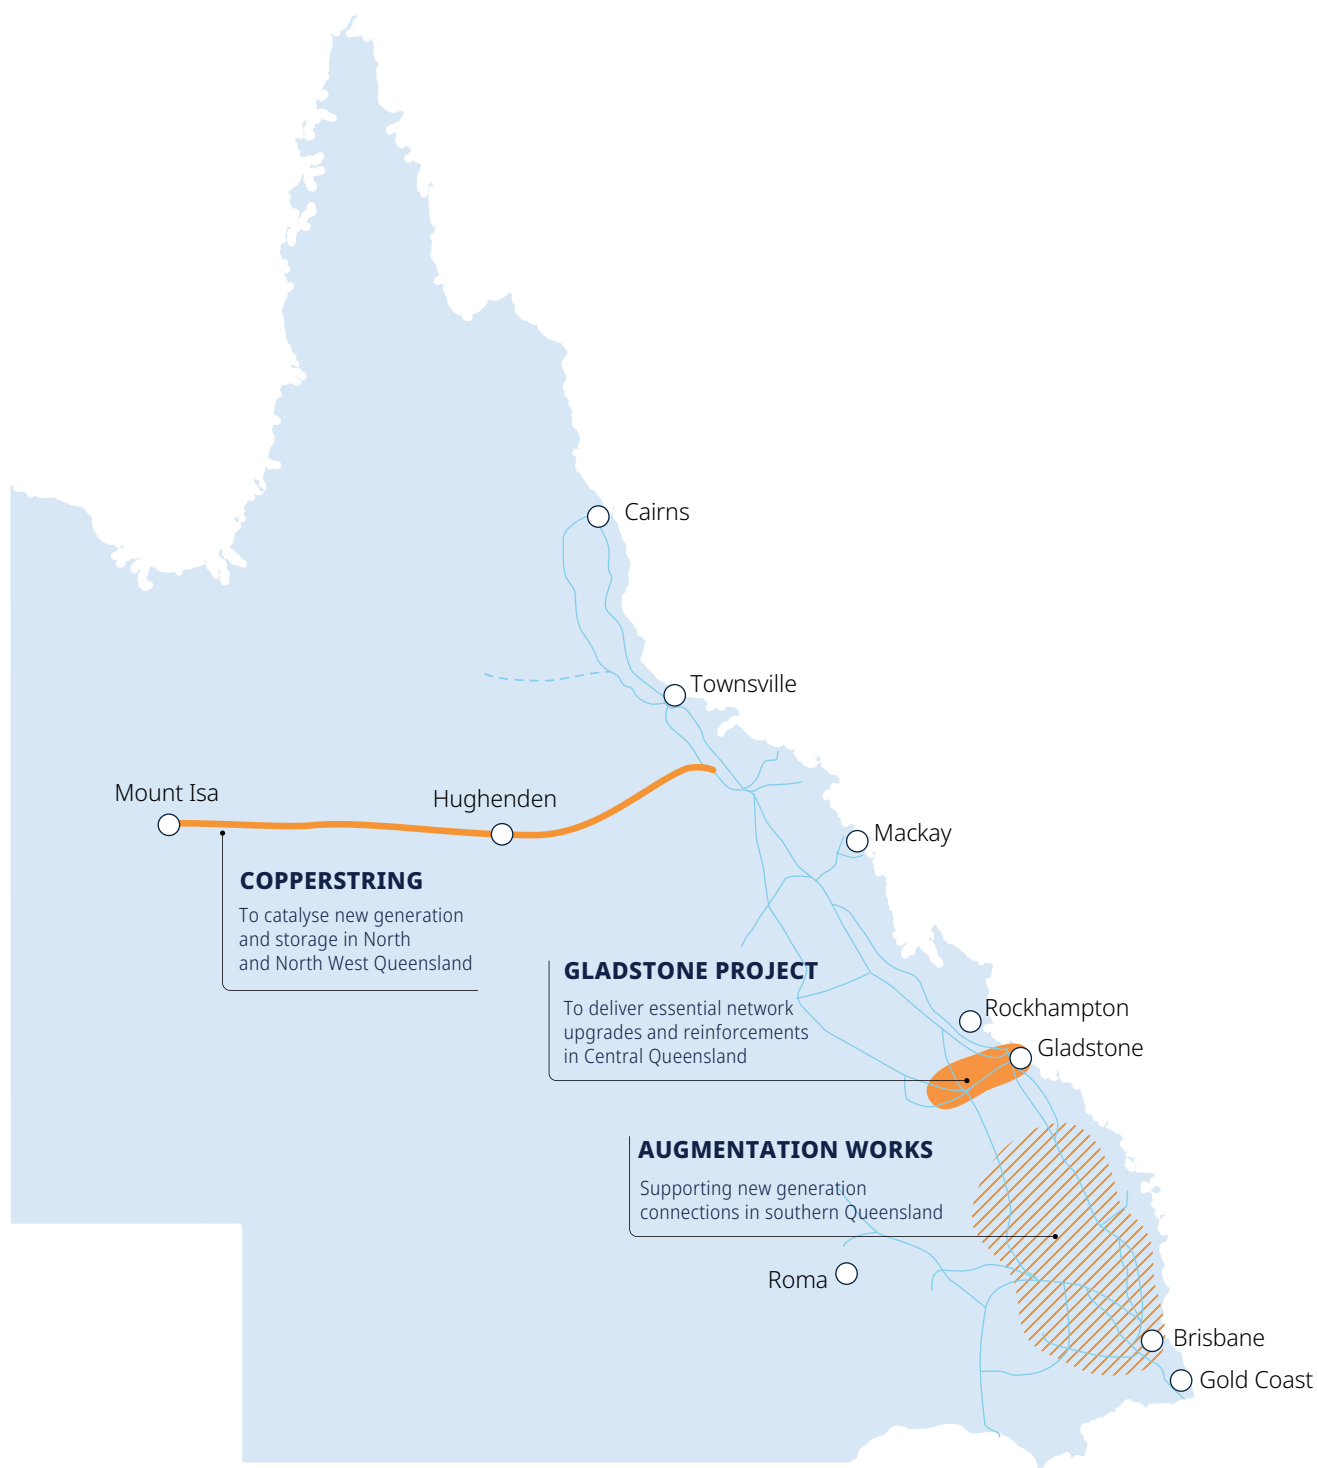 Cairns
Townsville
Mount Isa
Hughenden
Mackay
COPPERSTRING
To catalyse new generation
and storage in North
and North West Queensland
GLADSTONE PROJECT
To deliver essential network
upgrades and reinforcements
in Central Queensland
Rockhampton
Gladstone
AUGMENTATION WORKS
Supporting new generation
connections in southern Queensland
Roma
Brisbane
Gold Coast